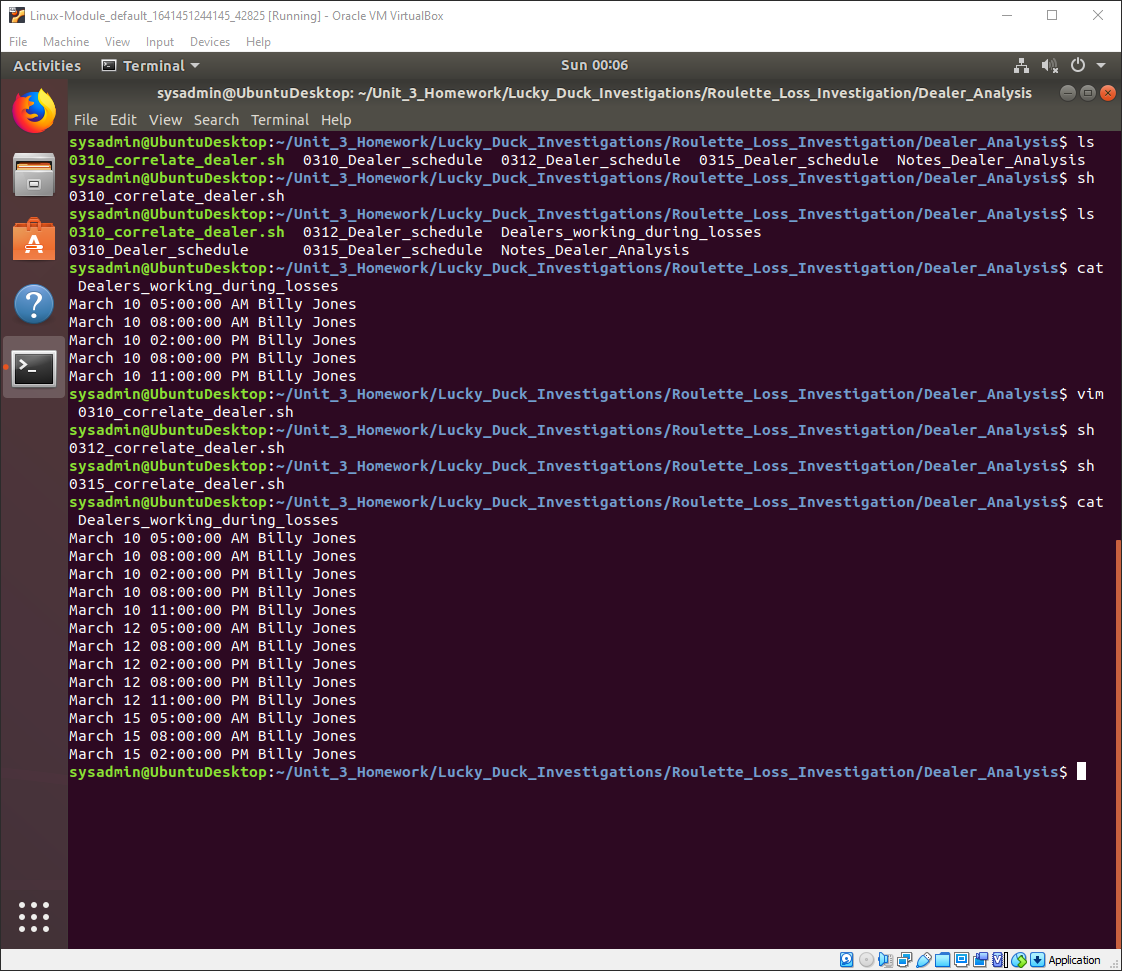 Linux-Module_default_1641451244145_42825 [Running] - Oracle VM VirtualBox
File Machine View Input Devices Help
Activities Terminal Sun 00:06
sysadmin@UbuntuDesktop: ~/Unit_3_Homework/Lucky_Duck_Investigations/Roulette_Loss_Investigation/Dealer_Analysis
File Edit View Search Terminal Help
sysadmin@UbuntuDesktop:~/Unit_3_Homework/Lucky_Duck_Investigations/Roulette_Loss_Investigation/Dealer_Analysis$ ls
0310_correlate_dealer.sh 0310_Dealer_schedule 0312_Dealer_schedule 0315_Dealer_schedule Notes_Dealer_Analysis
sysadmin@UbuntuDesktop:~/Unit_3_Homework/Lucky_Duck_Investigations/Roulette_Loss_Investigation/Dealer_Analysis$ sh
0310_correlate_dealer.sh
sysadmin@UbuntuDesktop:~/Unit_3_Homework/Lucky_Duck_Investigations/Roulette_Loss_Investigation/Dealer_Analysis$ ls
0310_correlate_dealer.sh 0312_Dealer_schedule Dealers_working_during_losses
0310_Dealer_schedule 0315_Dealer_schedule Notes_Dealer_Analysis
sysadmin@UbuntuDesktop:~/Unit_3_Homework/Lucky_Duck_Investigations/Roulette_Loss_Investigation/Dealer_Analysis$ cat
Dealers_working_during_losses
March 10 05:00:00 AM Billy Jones
March 10 08:00:00 AM Billy Jones
March 10 02:00:00 PM Billy Jones
March 10 08:00:00 PM Billy Jones
March 10 11:00:00 PM Billy Jones
sysadmin@UbuntuDesktop:~/Unit_3_Homework/Lucky_Duck_Investigations/Roulette_Loss_Investigation/Dealer_Analysis$ vim
0310_correlate_dealer.sh
sysadmin@UbuntuDesktop:~/Unit_3_Homework/Lucky_Duck_Investigations/Roulette_Loss_Investigation/Dealer_Analysis$ sh
0312_correlate_dealer.sh
sysadmin@UbuntuDesktop:~/Unit_3_Homework/Lucky_Duck_Investigations/Roulette_Loss_Investigation/Dealer_Analysis$ sh
0315_correlate_dealer.sh
sysadmin@UbuntuDesktop:~/Unit_3_Homework/Lucky_Duck_Investigations/Roulette_Loss_Investigation/Dealer_Analysis$ cat
Dealers_working_during_losses
March 10 05:00:00 AM Billy Jones
March 10 08:00:00 AM Billy Jones
March 10 02:00:00 PM Billy Jones
March 10 08:00:00 PM Billy Jones
March 10 11:00:00 PM Billy Jones
March 12 05:00:00 AM Billy Jones
March 12 08:00:00 AM Billy Jones
March 12 02:00:00 PM Billy Jones
March 12 08:00:00 PM Billy Jones
March 12 11:00:00 PM Billy Jones
March 15 05:00:00 AM Billy Jones
March 15 08:00:00 AM Billy Jones
March 15 02:00:00 PM Billy Jones
sysadmin@UbuntuDesktop:~/Unit_3_Homework/Lucky_Duck_Investigations/Roulette_Loss_Investigation/Dealer_Analysis$
Application